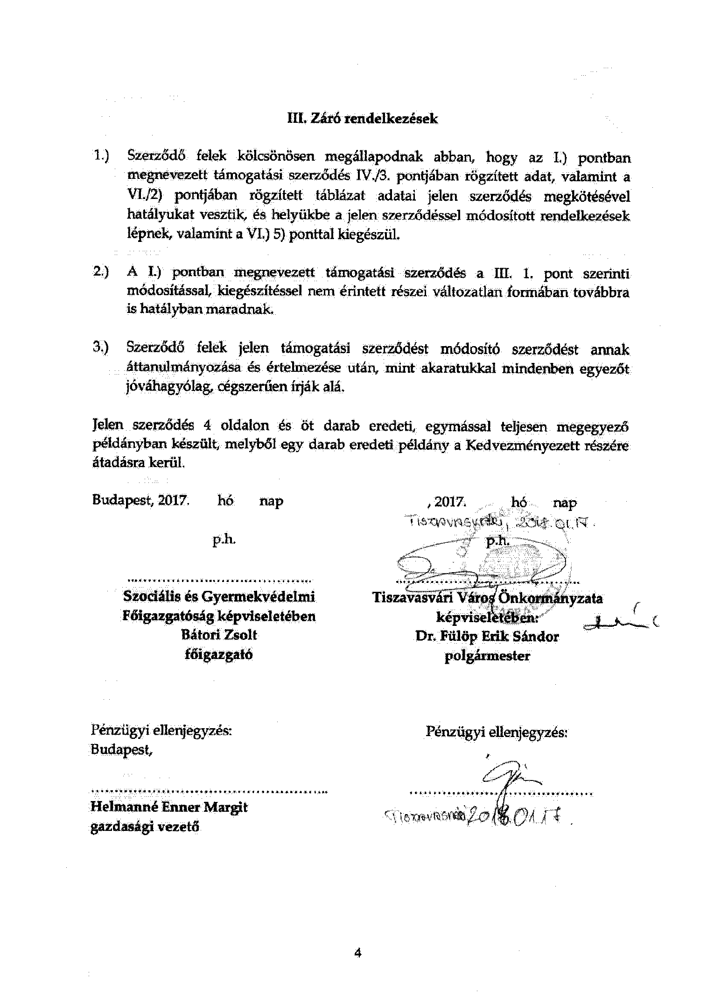 III. Záró rendelkezések
1.) Szerződő felek kölcsönösen megállapodnak abban, hogy az I.) pontban
megnevezett támogatási szerződés IV./3. pontjában rögzített adat, valamint a
VI./2) pontjában rögzített táblázat adatai jelen szerződés megkötésével
hatályukat vesztik, és helyükbe a jelen szerződéssel módosított rendelkezések
lépnek, valamint a VI.) 5) ponttal kiegészül.
2.) A I.) pontban megnevezett támogatási szerződés a III. 1. pont szerinti
módosítással, kiegészítéssel nem érintett részei változatlan formában továbbra
is hatályban maradnak.
3.) Szerződő felek jelen támogatási szerződést módosító szerződést annak
áttanulmányozása és értelmezése után, mint akaratukkal mindenben egyezőt
jóváhagyólag, cégszerűen írják alá.
Jelen szerződés 4 oldalon és öt darab eredeti, egymással teljesen megegyező
példányban készült, melyből egy darab eredeti példány a Kedvezményezett részére
átadásra kerül.
Budapest, 2017. hó nap
, 2017. hó nap
Tiszavasvári, 2018.01.17.
p.h.
p.h.
Szociális és Gyermekvédelmi
Főigazgatóság képviseletében
Bátori Zsolt
főigazgató
Tiszavasvári Város Önkormányzata
képviseletében:
Dr. Fülöp Erik Sándor
polgármester
Pénzügyi ellenjegyzés:
Budapest,
Pénzügyi ellenjegyzés:
,
Helmanné Enner Margit
gazdasági vezető
Tiszavasvári 2018.01.17.
4